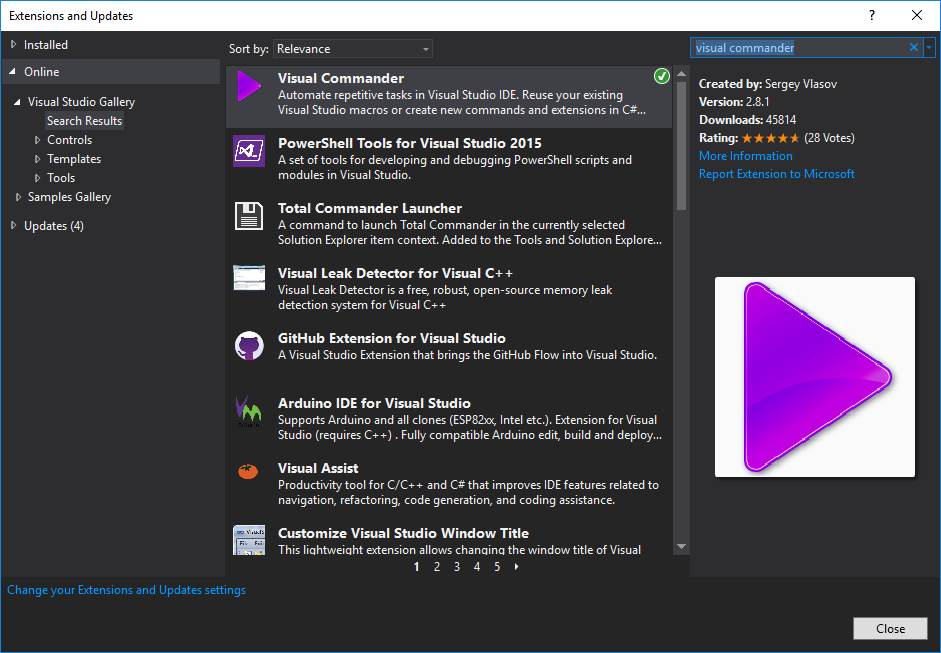 Extensions and Updates
?
Installed
Online
Visual Studio Gallery
Search Results
Controls
Templates
Tools
Samples Gallery
Updates (4)
Sort by: Relevance
Visual Commander
Automate repetitive tasks in Visual Studio IDE. Reuse your existing
Visual Studio macros or create new commands and extensions in C#...
PowerShell Tools for Visual Studio 2015
A set of tools for developing and debugging PowerShell scripts and
modules in Visual Studio.
Total Commander Launcher
A command to launch Total Commander in the currently selected
Solution Explorer item context. Added to the Tools and Solution Explore...
Visual Leak Detector for Visual C++
Visual Leak Detector is a free, robust, open-source memory leak
detection system for Visual C++
GitHub Extension for Visual Studio
A Visual Studio Extension that brings the GitHub Flow into Visual Studio.
Arduino IDE for Visual Studio
Supports Arduino and all clones (ESP82xx, Intel etc.). Extension for Visual
Studio (requires C++) . Fully compatible Arduino edit, build and deploy...
Visual Assist
Productivity tool for C/C++ and C# that improves IDE features related to
navigation, refactoring, code generation, and coding assistance.
Customize Visual Studio Window Title
This lightweight extension allows changing the window title of Visual
1 2 3 4 5
visual commander
Created by: Sergey Vlasov
Version: 2.8.1
Downloads: 45814
Rating: (28 Votes)
More Information
Report Extension to Microsoft
Change your Extensions and Updates settings
Close